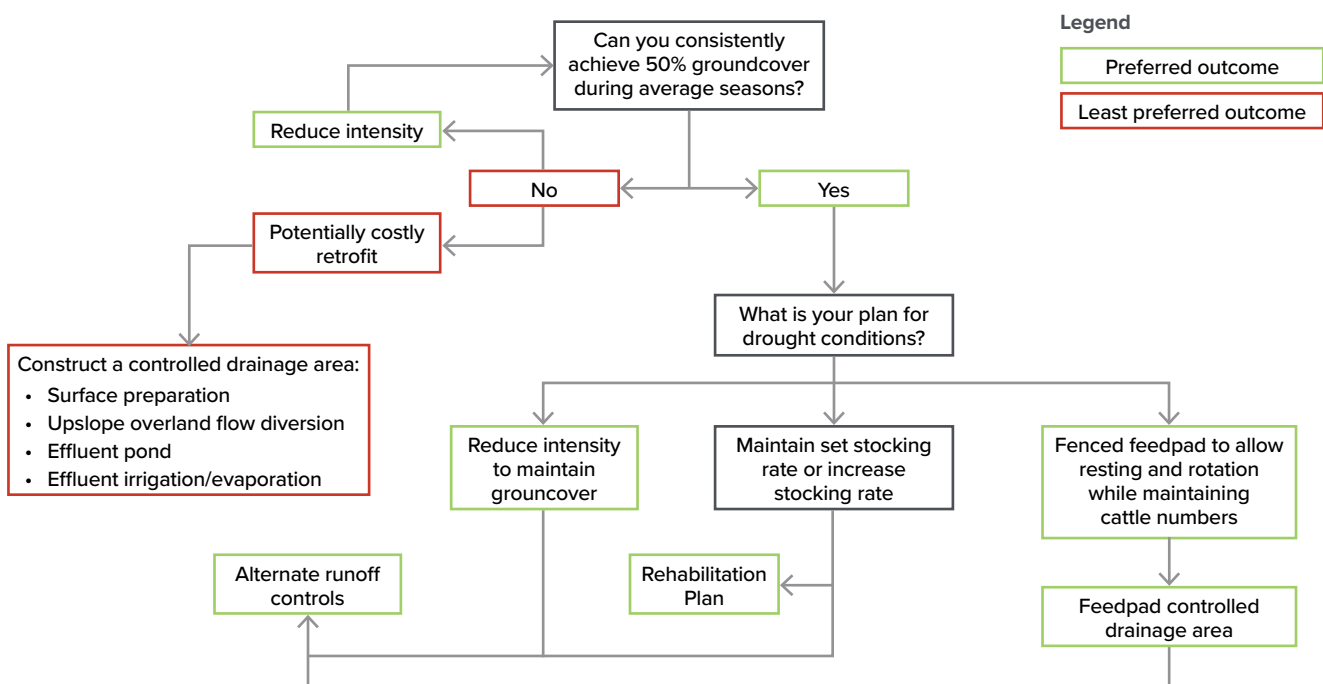 Legend
Preferred outcome
Least preferred outcome
Can you consistently
achieve 50% groundcover
during average seasons?
Reduce intensity
No
Yes
Potentially costly
retrofit
Construct a controlled drainage area:
• Surface preparation
• Upslope overland flow diversion
• Effluent pond
• Effluent irrigation/evaporation
What is your plan for
drought conditions?
Reduce intensity
to maintain
grouncover
Maintain set stocking
rate or increase
stocking rate
Fenced feedpad to allow
resting and rotation
while maintaining
cattle numbers
Alternate runoff
controls
Rehabilitation
Plan
Feedpad controlled
drainage area